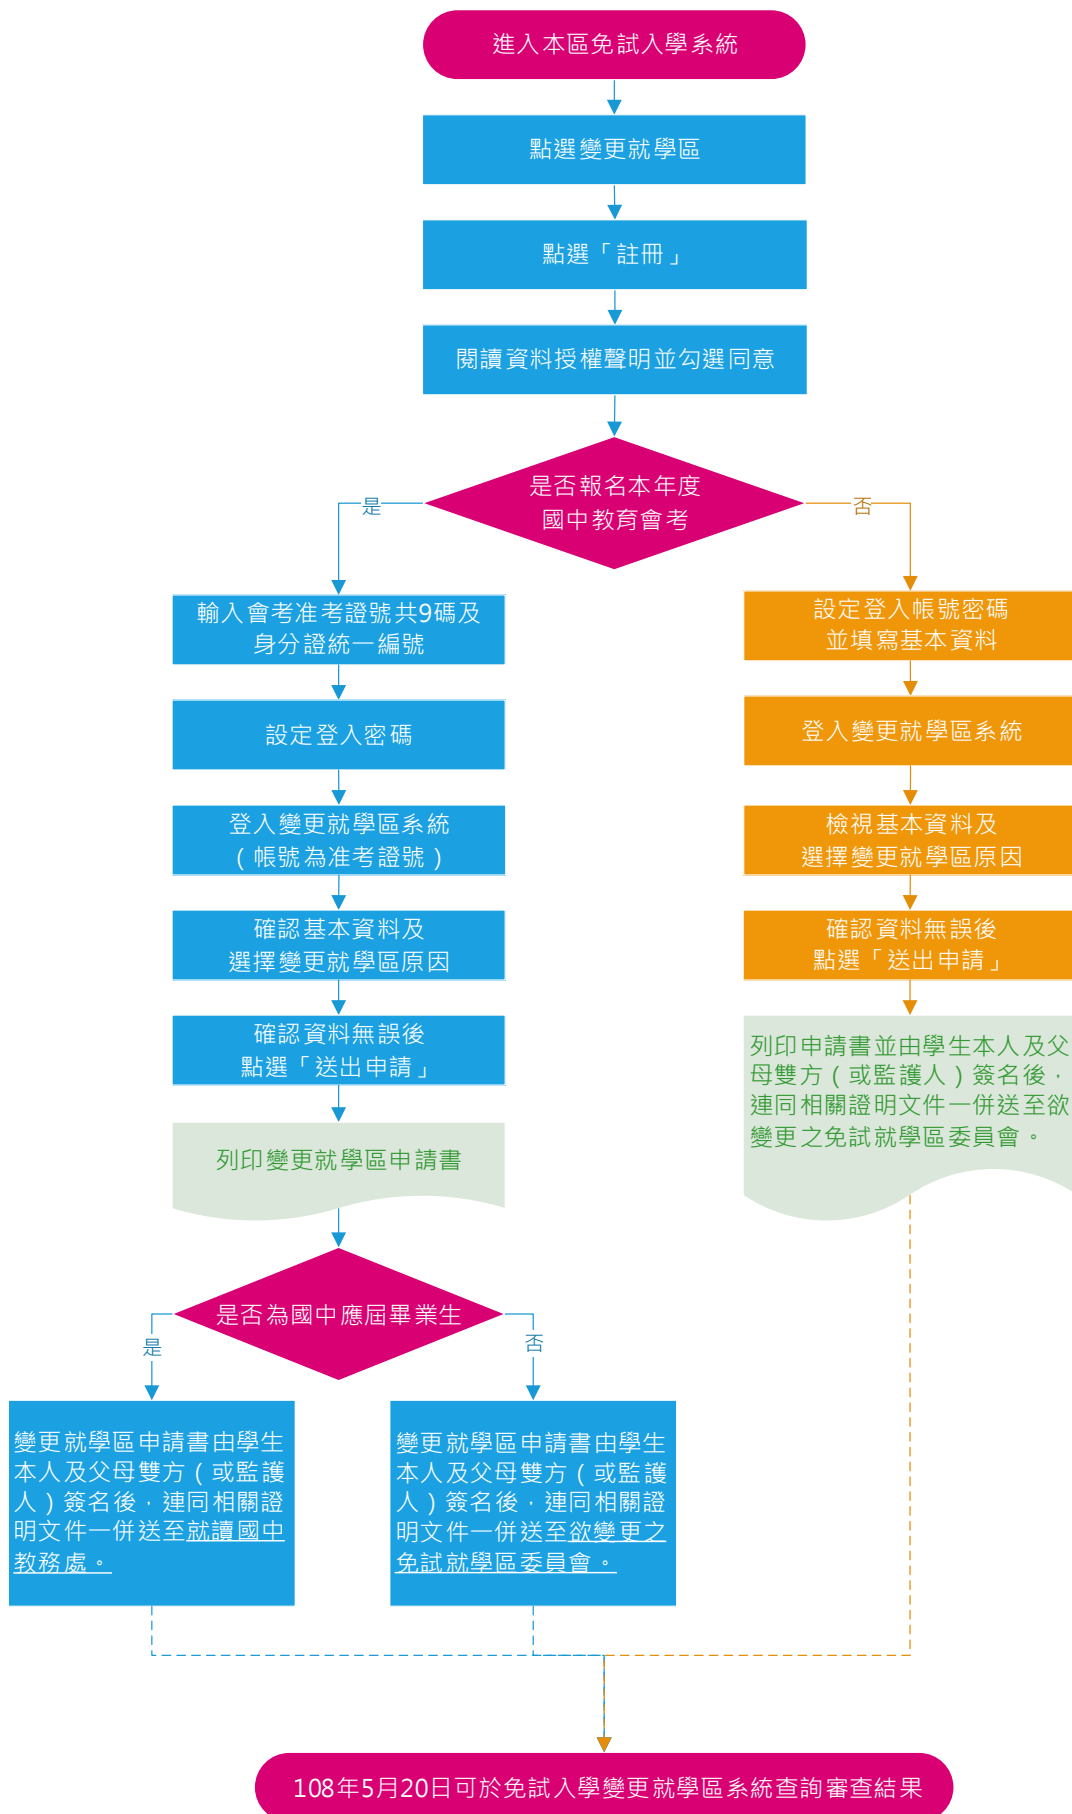 進入本區免試入學系統
點選變更就學區
點選「註冊」
閱讀資料授權聲明並勾選同意
是否報名本年度
國中教育會考
是
否
輸入會考准考證號共9碼及
身分證統一編號
設定登入密碼
登入變更就學區系統
(帳號為准考證號)
確認基本資料及
選擇變更就學區原因
確認資料無誤後
點選「送出申請」
列印變更就學區申請書
設定登入帳號密碼
並填寫基本資料
登入變更就學區系統
檢視基本資料及
選擇變更就學區原因
確認資料無誤後
點選「送出申請」
列印申請書並由學生本人及父
母雙方(或監護人)簽名後,
連同相關證明文件一併送至欲
變更之免試就學區委員會。
是否為國中應屆畢業生
是
否
變更就學區申請書由學生
本人及父母雙方(或監護
人)簽名後,連同相關證
明文件一併送至就讀國中
教務處。
變更就學區申請書由學生
本人及父母雙方(或監護
人)簽名後,連同相關證
明文件一併送至欲變更之
免試就學區委員會。
108年5月20日可於免試入學變更就學區系統查詢審查結果